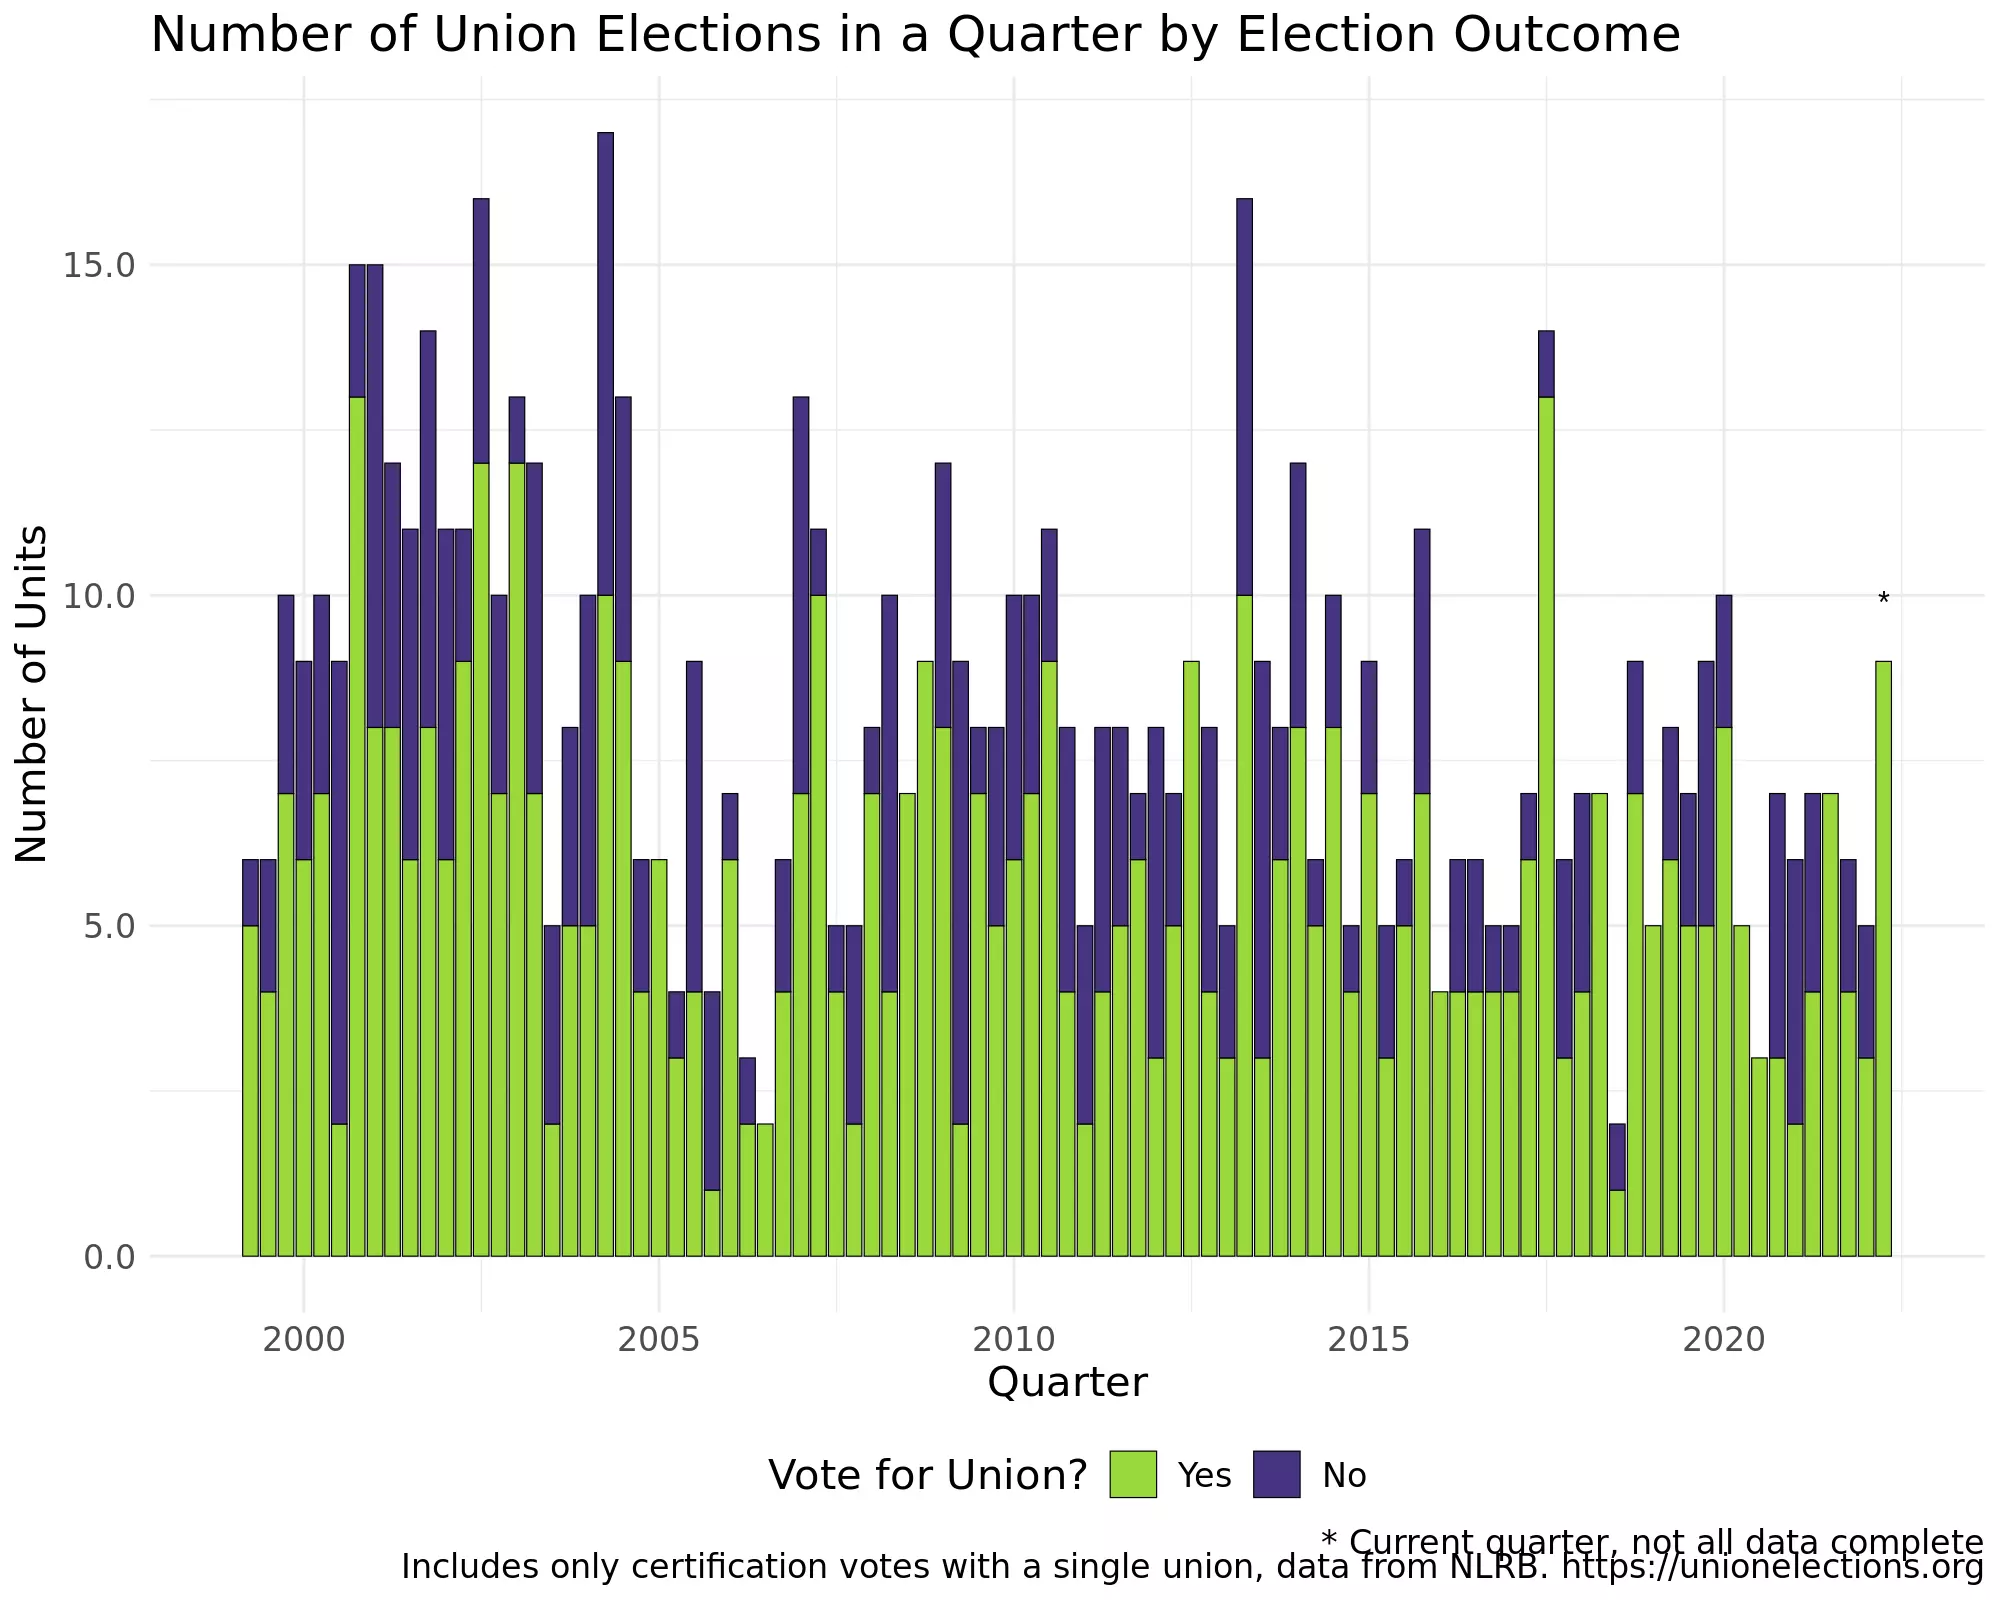 Number of Union Elections in a Quarter by Election Outcome
Number of Units
15.0
10.0
5.0
0.0
*
2000 2005 2010 2015 2020
Quarter
Vote for Union? Yes No
* Current quarter, not all data complete
Includes only certification votes with a single union, data from NLRB. https://unionelections.org